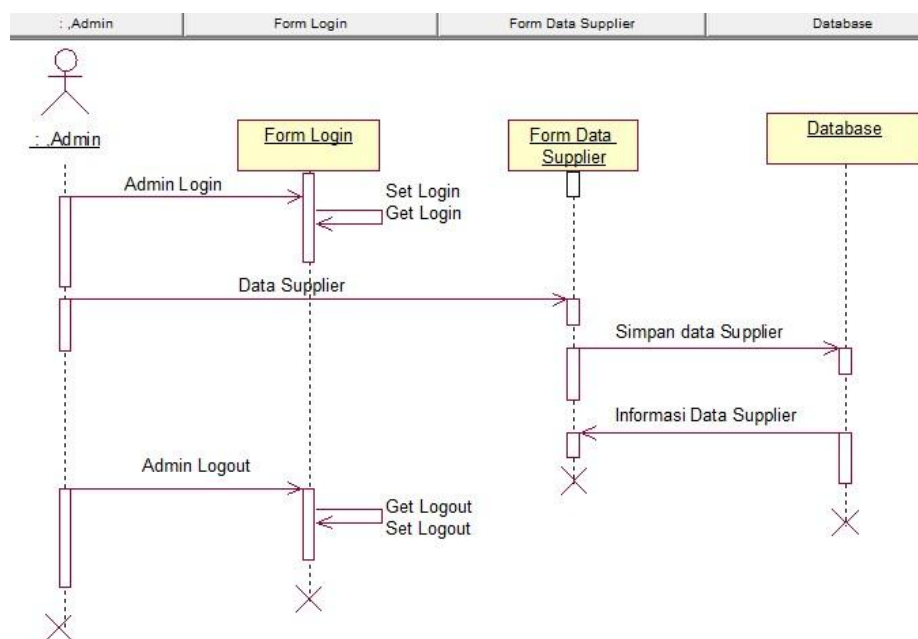 : .Admin
Form Login
Form Data Supplier
Database
: .Admin
Form Login
Form Data
Supplier
Database
Admin Login
Set Login
Get Login
Data Supplier
Simpan data Supplier
Informasi Data Supplier
Admin Logout
Get Logout
Set Logout